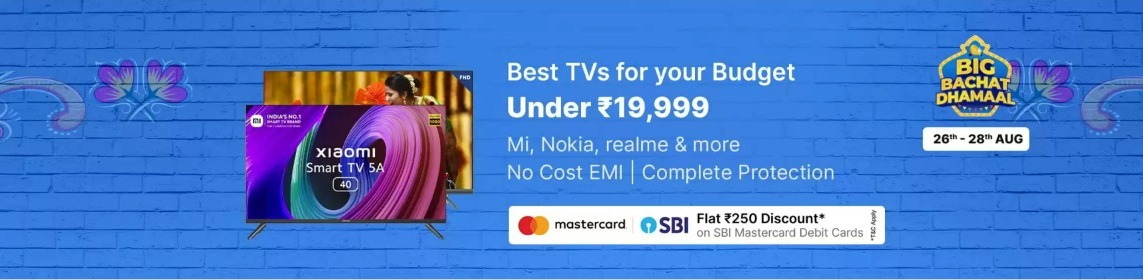 FHD
mi INDIA'S NO.1
SMART TV BRAND
xiaomi
Smart TV 5A
40
Best TVs for your Budget
Under ₹19,999
Mi, Nokia, realme & more
No Cost EMI | Complete Protection
mastercard
SBI
Flat ₹250 Discount*
on SBI Mastercard Debit Cards
*T&C Apply
BIG
BACHAT
DHAMAAL
26th - 28th AUG